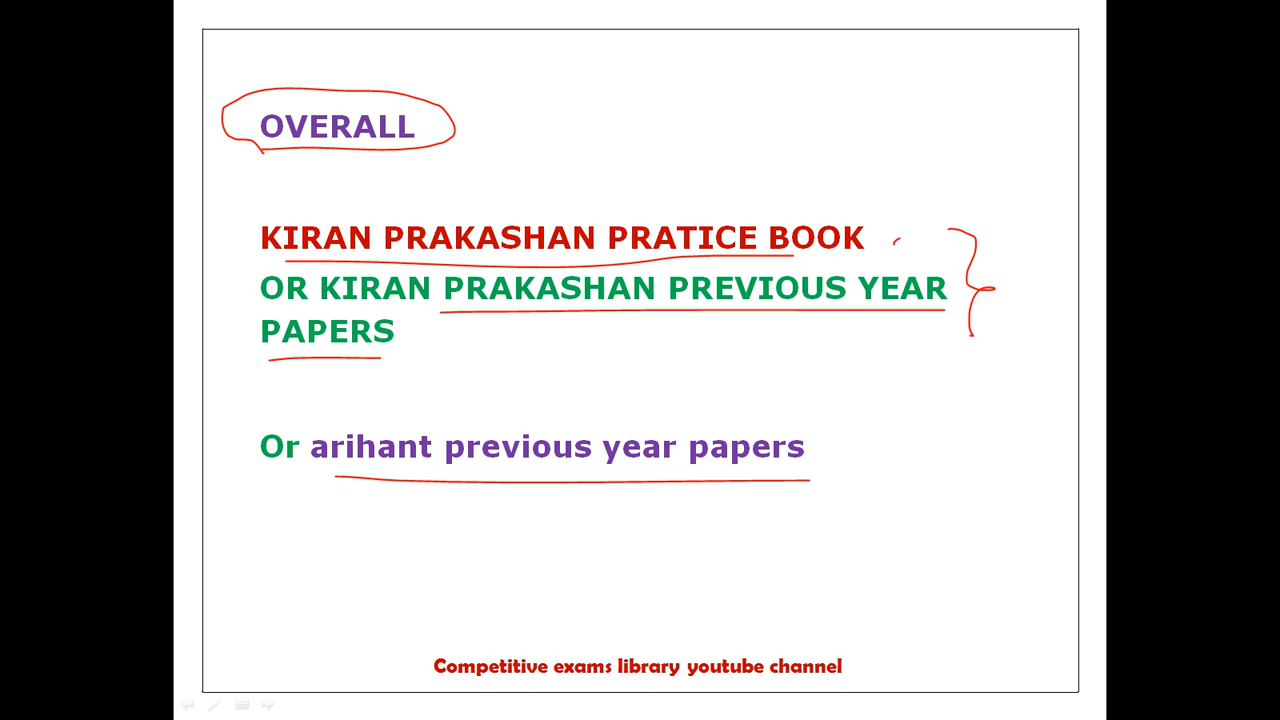 OVERALL
KIRAN PRAKASHAN PRATICE BOOK
OR KIRAN PRAKASHAN PREVIOUS YEAR
PAPERS
Or arihant previous year papers
Competitive exams library youtube channel